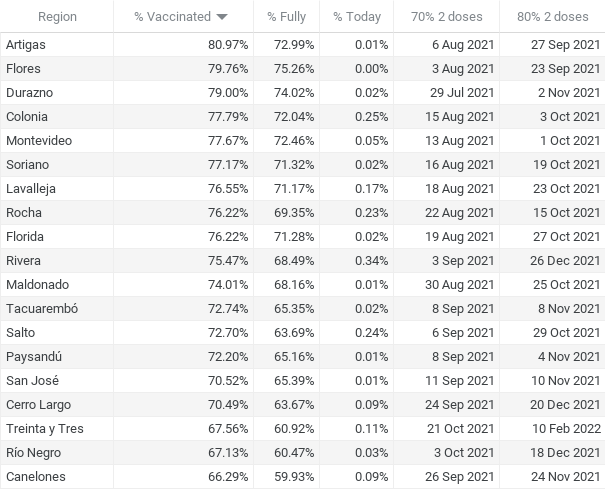 Region % Vaccinated % Fully % Today 70% 2 doses 80% 2 doses
Artigas 80.97% 72.99% 0.01% 6 Aug 2021 27 Sep 2021
Flores 79.76% 75.26% 0.00% 3 Aug 2021 23 Sep 2021
Durazno 79.00% 74.02% 0.02% 29 Jul 2021 2 Nov 2021
Colonia 77.79% 72.04% 0.25% 15 Aug 2021 3 Oct 2021
Montevideo 77.67% 72.46% 0.05% 13 Aug 2021 1 Oct 2021
Soriano 77.17% 71.32% 0.02% 16 Aug 2021 19 Oct 2021
Lavalleja 76.55% 71.17% 0.17% 18 Aug 2021 23 Oct 2021
Rocha 76.22% 69.35% 0.23% 22 Aug 2021 15 Oct 2021
Florida 76.22% 71.28% 0.02% 19 Aug 2021 27 Oct 2021
Rivera 75.47% 68.49% 0.34% 3 Sep 2021 26 Dec 2021
Maldonado 74.01% 68.16% 0.01% 30 Aug 2021 25 Oct 2021
Tacuarembó 72.74% 65.35% 0.02% 8 Sep 2021 8 Nov 2021
Salto 72.70% 63.69% 0.24% 6 Sep 2021 29 Oct 2021
Paysandú 72.20% 65.16% 0.01% 8 Sep 2021 4 Nov 2021
San José 70.52% 65.39% 0.01% 11 Sep 2021 10 Nov 2021
Cerro Largo 70.49% 63.67% 0.09% 24 Sep 2021 20 Dec 2021
Treinta y Tres 67.56% 60.92% 0.11% 21 Oct 2021 10 Feb 2022
Río Negro 67.13% 60.47% 0.03% 3 Oct 2021 18 Dec 2021
Canelones 66.29% 59.93% 0.09% 26 Sep 2021 24 Nov 2021